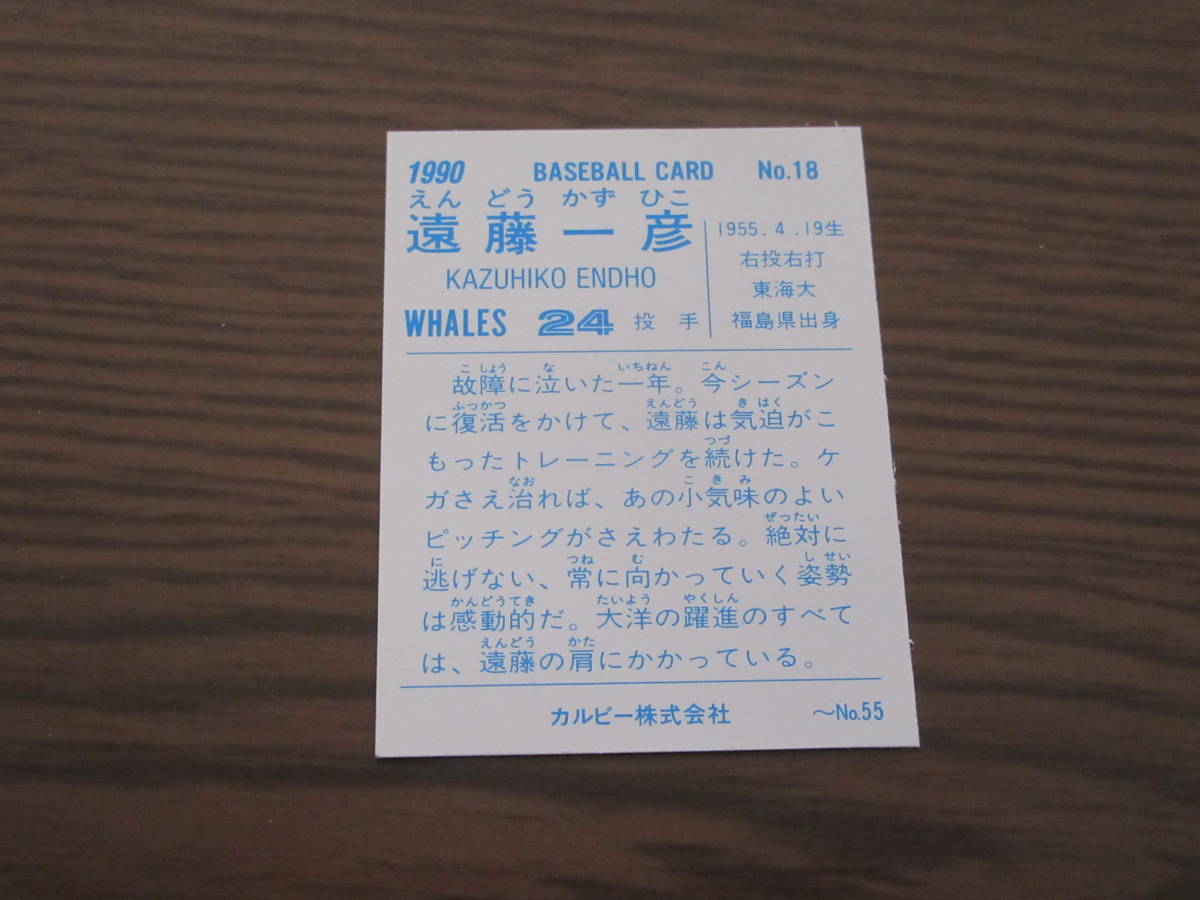 1990 BASEBALL CARD No.18
えん どう かず ひこ
遠藤一彦
KAZUHIKO ENDHO
WHALES 24 投手
1955.4.19生
右投右打
東海大
福島県出身
こしょう な いちねん こん
故障に泣いた一年。今シーズン
ふっかつ えんどう きはく
に復活をかけて、遠藤は気迫がこ
つづ
もったトレーニングを続けた。ケ
なお こきみ
ガさえ治れば、あの小気味のよい
ぜったい
ピッチングがさえわたる。絶対に
に つね む しせい
逃げない、常に向かっていく姿勢
かんどうてき たいよう やくしん
は感動的だ。大洋の躍進のすべて
えんどう かた
は、遠藤の肩にかかっている。
カルビー株式会社 〜No.55